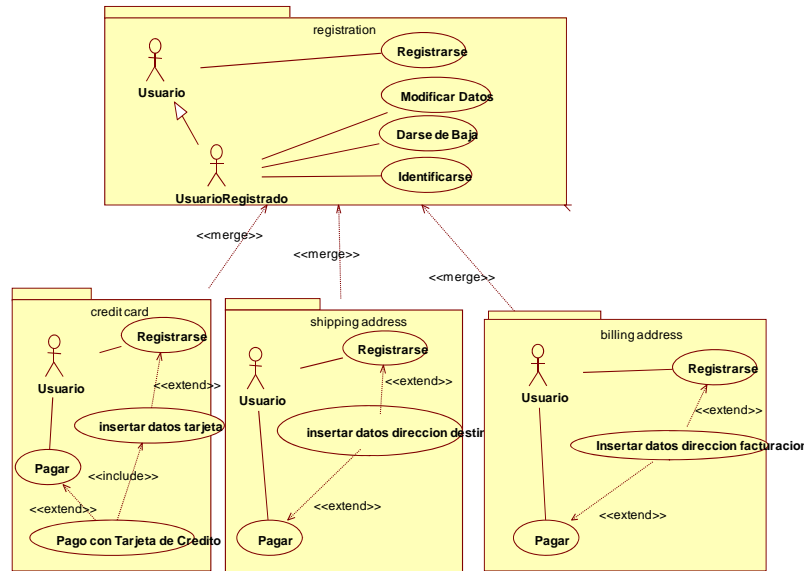 registration
Registrarse
Usuario
Modificar Datos
Darse de Baja
Identificarse
UsuarioRegistrado
<<merge>>
<<merge>>
<<merge>>
credit card
Registrarse
Usuario
<<extend>>
insertar datos tarjeta
Pagar
<<include>>
<<extend>>
Pago con Tarjeta de Crédito
shipping address
Registrarse
Usuario
<<extend>>
insertar datos direccion destin
<<extend>>
Pagar
billing address
Registrarse
Usuario
<<extend>>
Insertar datos direccion facturacion
<<extend>>
Pagar